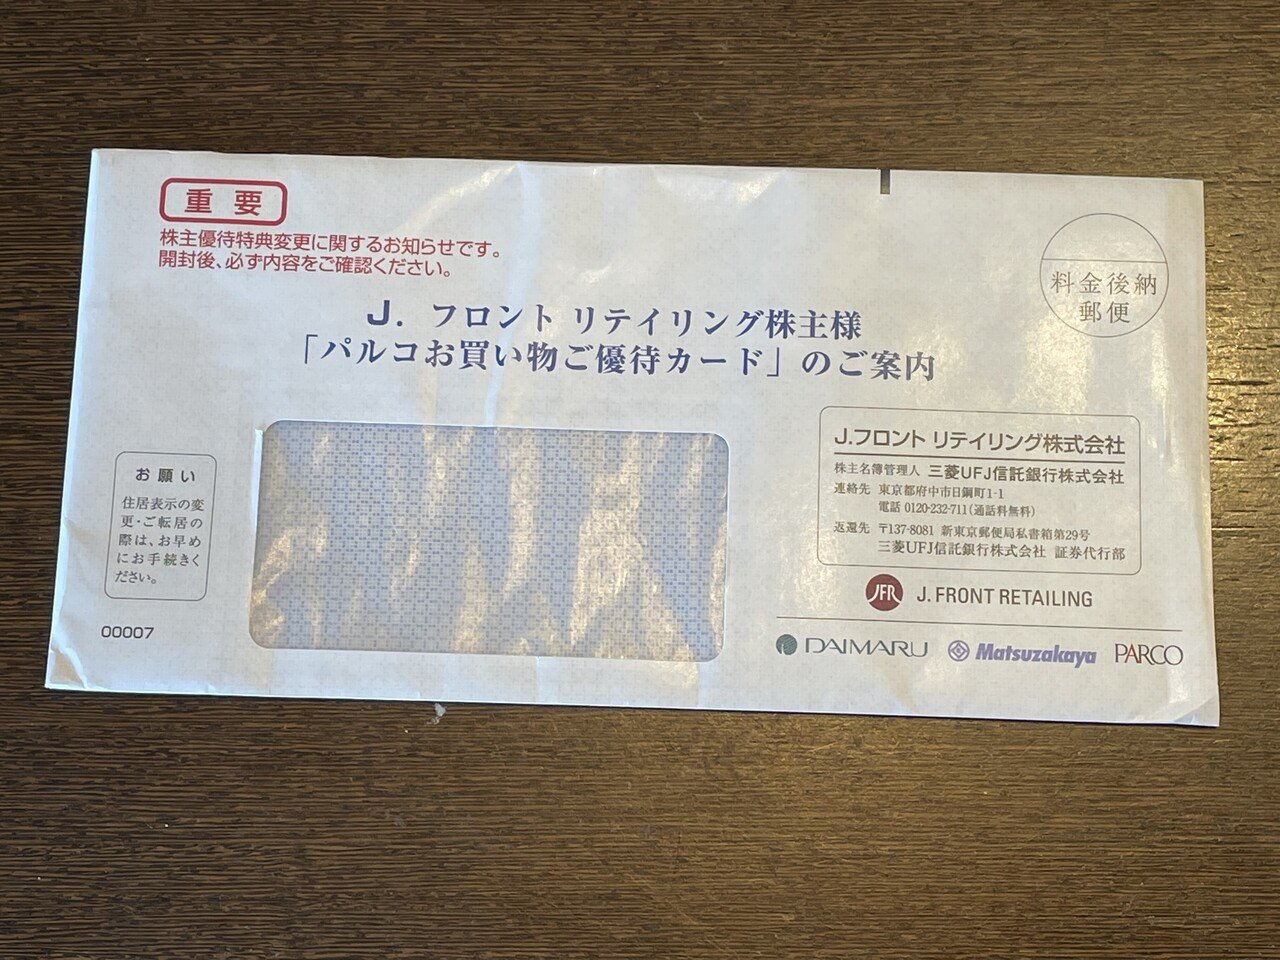 重要
株主優待特典変更に関するお知らせです。
開封後、必ず内容をご確認ください。
料金後納
郵便
J. フロント リテイリング株主様
「パルコお買い物ご優待カード」のご案内
お願い
住居表示の変
更・ご転居の
際は、お早め
にお手続きく
ださい。
00007
J.フロント リテイリング株式会社
株主名簿管理人 三菱UFJ信託銀行株式会社
連絡先 東京都府中市日鋼町1-1
電話 0120-232-711(通話料無料)
返還先 〒137-8081 新東京郵便局私書箱第29号
三菱UFJ信託銀行株式会社 証券代行部
JFR J. FRONT RETAILING
DAIMARU Matsuzakaya PARCO